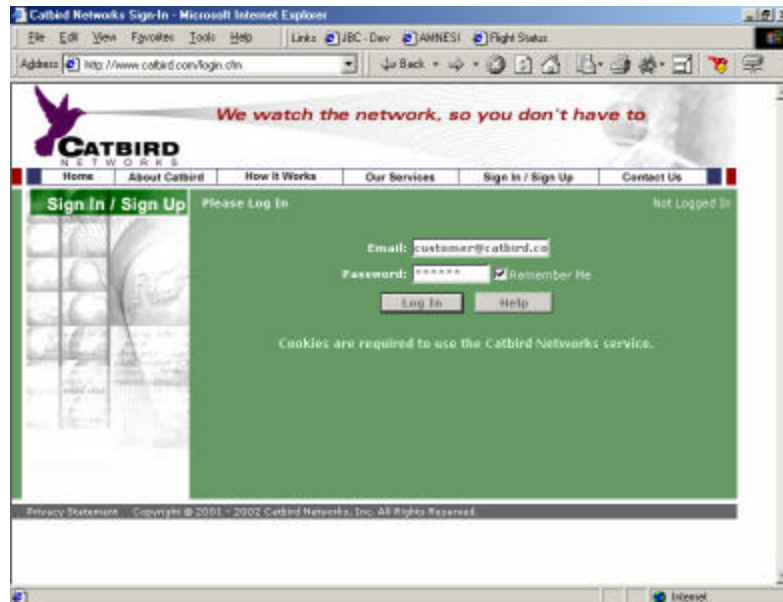 Catbird Networks Sign-In - Microsoft Internet Explorer
File Edit View Favorites Tools Help Links JBC-Dev AMNESI Flight Status
Address http://www.catbird.com/login.cfm Back
We watch the network, so you don't have to
CATBIRD
NETWORKS
Home About Catbird How It Works Our Services Sign In / Sign Up Contact Us
Sign In / Sign Up Please Log In Not Logged In
Email: customer@catbird.co
Password: ****** Remember Me
Log In Help
Cookies are required to use the Catbird Networks service.
Privacy Statement Copyright © 2001 - 2002 Catbird Networks, Inc. All Rights Reserved.
Internet